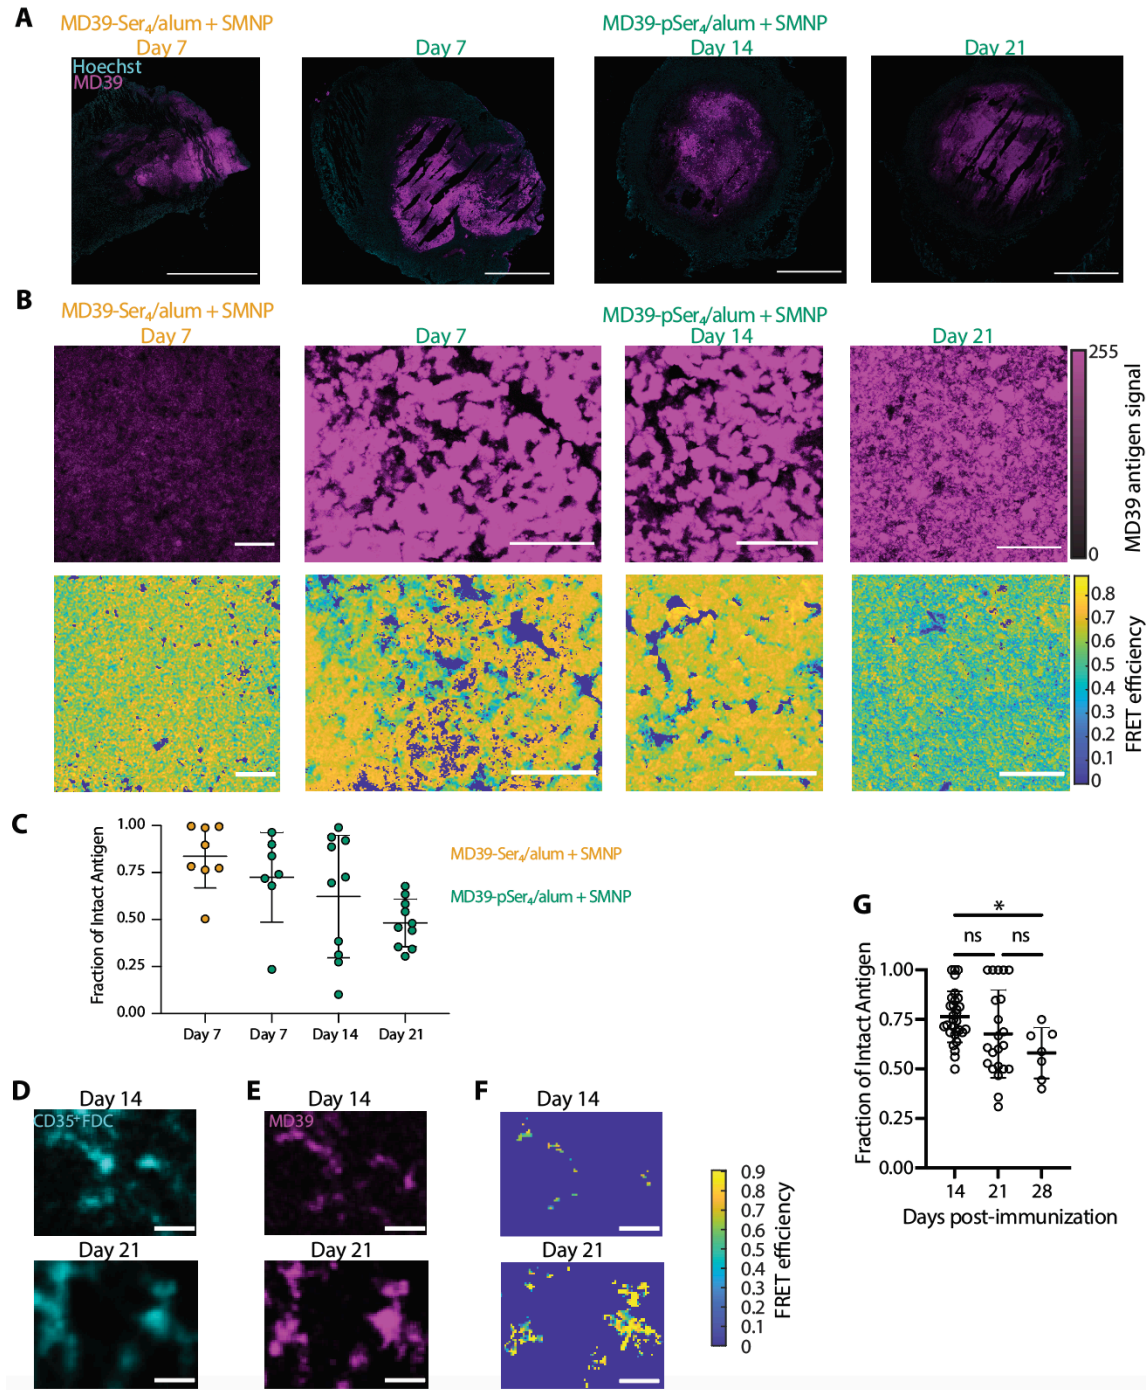 A
MD39-Ser₄/alum + SMNP
MD39-pSer₄/alum + SMNP
Day 7
Day 7
Day 14
Day 21
Hoechst
MD39
B
MD39-Ser₄/alum + SMNP
MD39-pSer₄/alum + SMNP
Day 7
Day 7
Day 14
Day 21
255
0
MD39 antigen signal
0.8
0.7
0.6
0.5
0.4
0.3
0.2
0.1
0
FRET efficiency
C
1.00
0.75
0.50
0.25
0.00
Fraction of Intact Antigen
Day 7
Day 7
Day 14
Day 21
MD39-Ser₄/alum + SMNP
MD39-pSer₄/alum + SMNP
D
Day 14
CD35⁺FDC
Day 21
E
Day 14
MD39
Day 21
F
Day 14
Day 21
0.9
0.8
0.7
0.6
0.5
0.4
0.3
0.2
0.1
0
FRET efficiency
G
*
ns
ns
1.00
0.75
0.50
0.25
0.00
Fraction of Intact Antigen
14
21
28
Days post-immunization